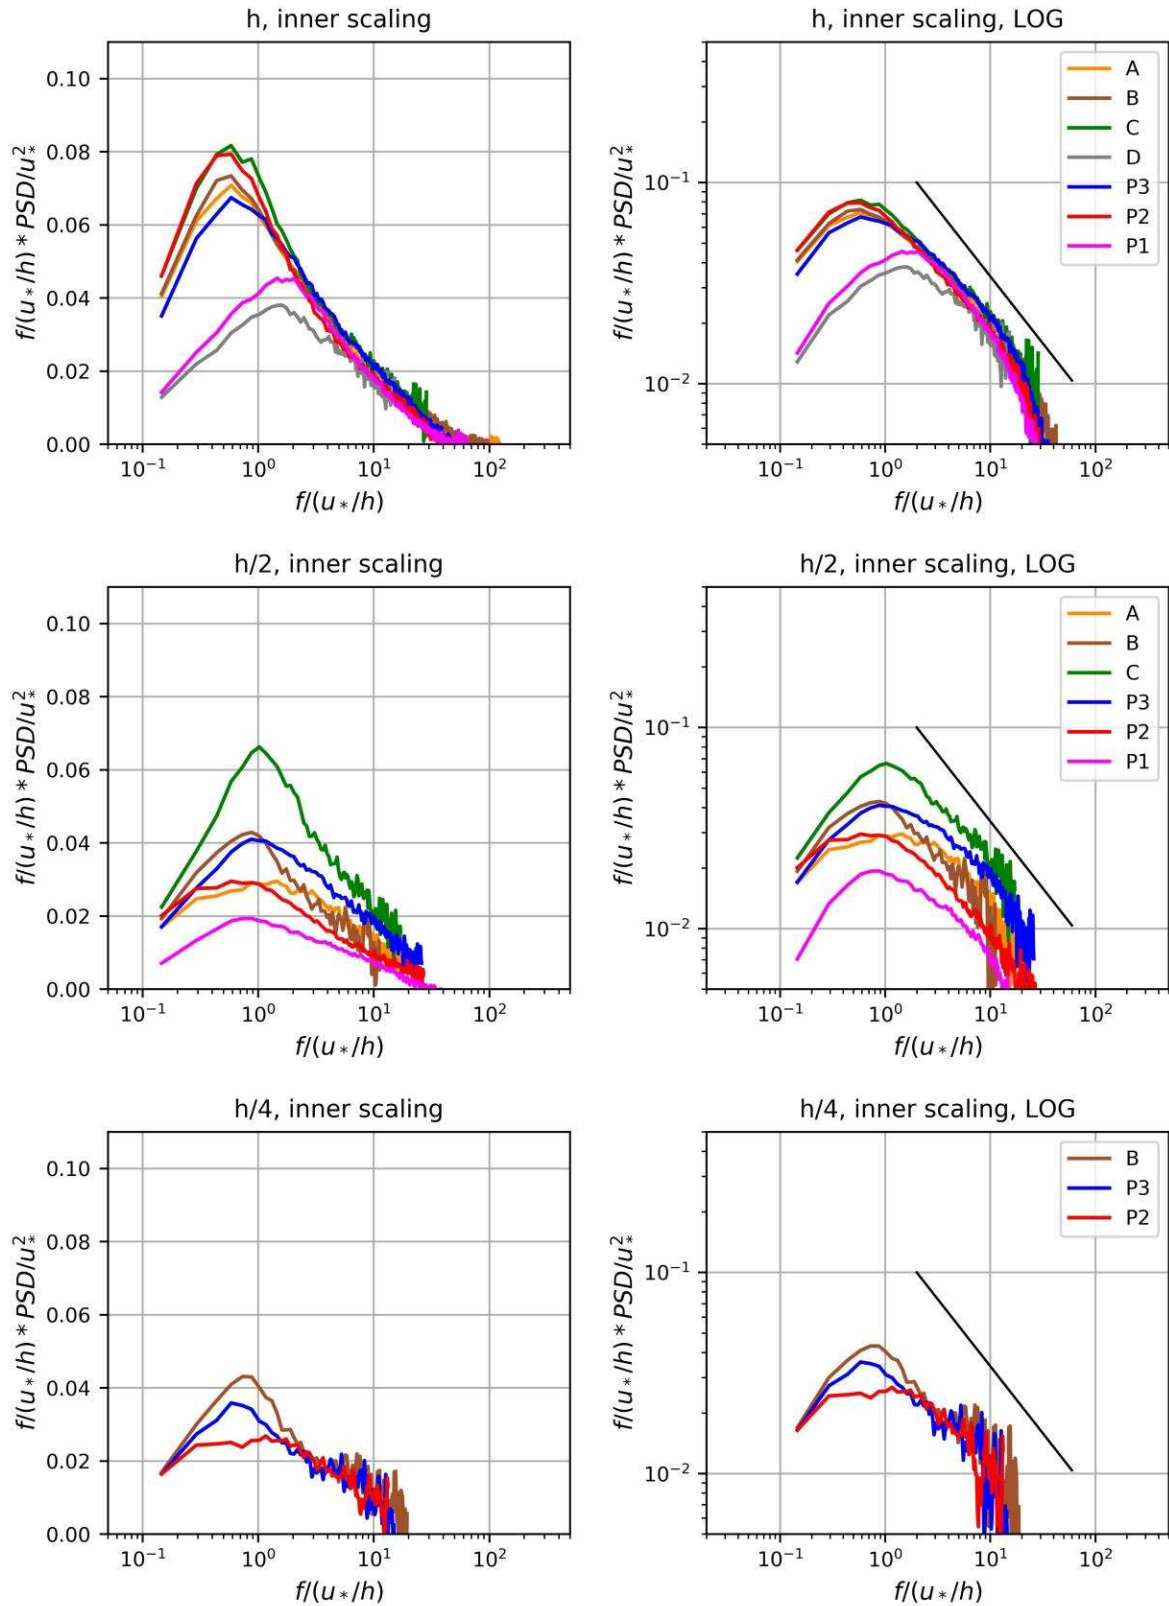 h, inner scaling
f/(u*/h) * PSD/u*²
0.10
0.08
0.06
0.04
0.02
0.00
10⁻¹ 10⁰ 10¹ 10²
f/(u*/h)
h, inner scaling, LOG
f/(u*/h) * PSD/u*²
10⁻¹
10⁻²
A
B
C
D
P3
P2
P1
10⁻¹ 10⁰ 10¹ 10²
f/(u*/h)
h/2, inner scaling
f/(u*/h) * PSD/u*²
0.10
0.08
0.06
0.04
0.02
0.00
10⁻¹ 10⁰ 10¹ 10²
f/(u*/h)
h/2, inner scaling, LOG
f/(u*/h) * PSD/u*²
10⁻¹
10⁻²
A
B
C
P3
P2
P1
10⁻¹ 10⁰ 10¹ 10²
f/(u*/h)
h/4, inner scaling
f/(u*/h) * PSD/u*²
0.10
0.08
0.06
0.04
0.02
0.00
10⁻¹ 10⁰ 10¹ 10²
f/(u*/h)
h/4, inner scaling, LOG
f/(u*/h) * PSD/u*²
10⁻¹
10⁻²
B
P3
P2
10⁻¹ 10⁰ 10¹ 10²
f/(u*/h)